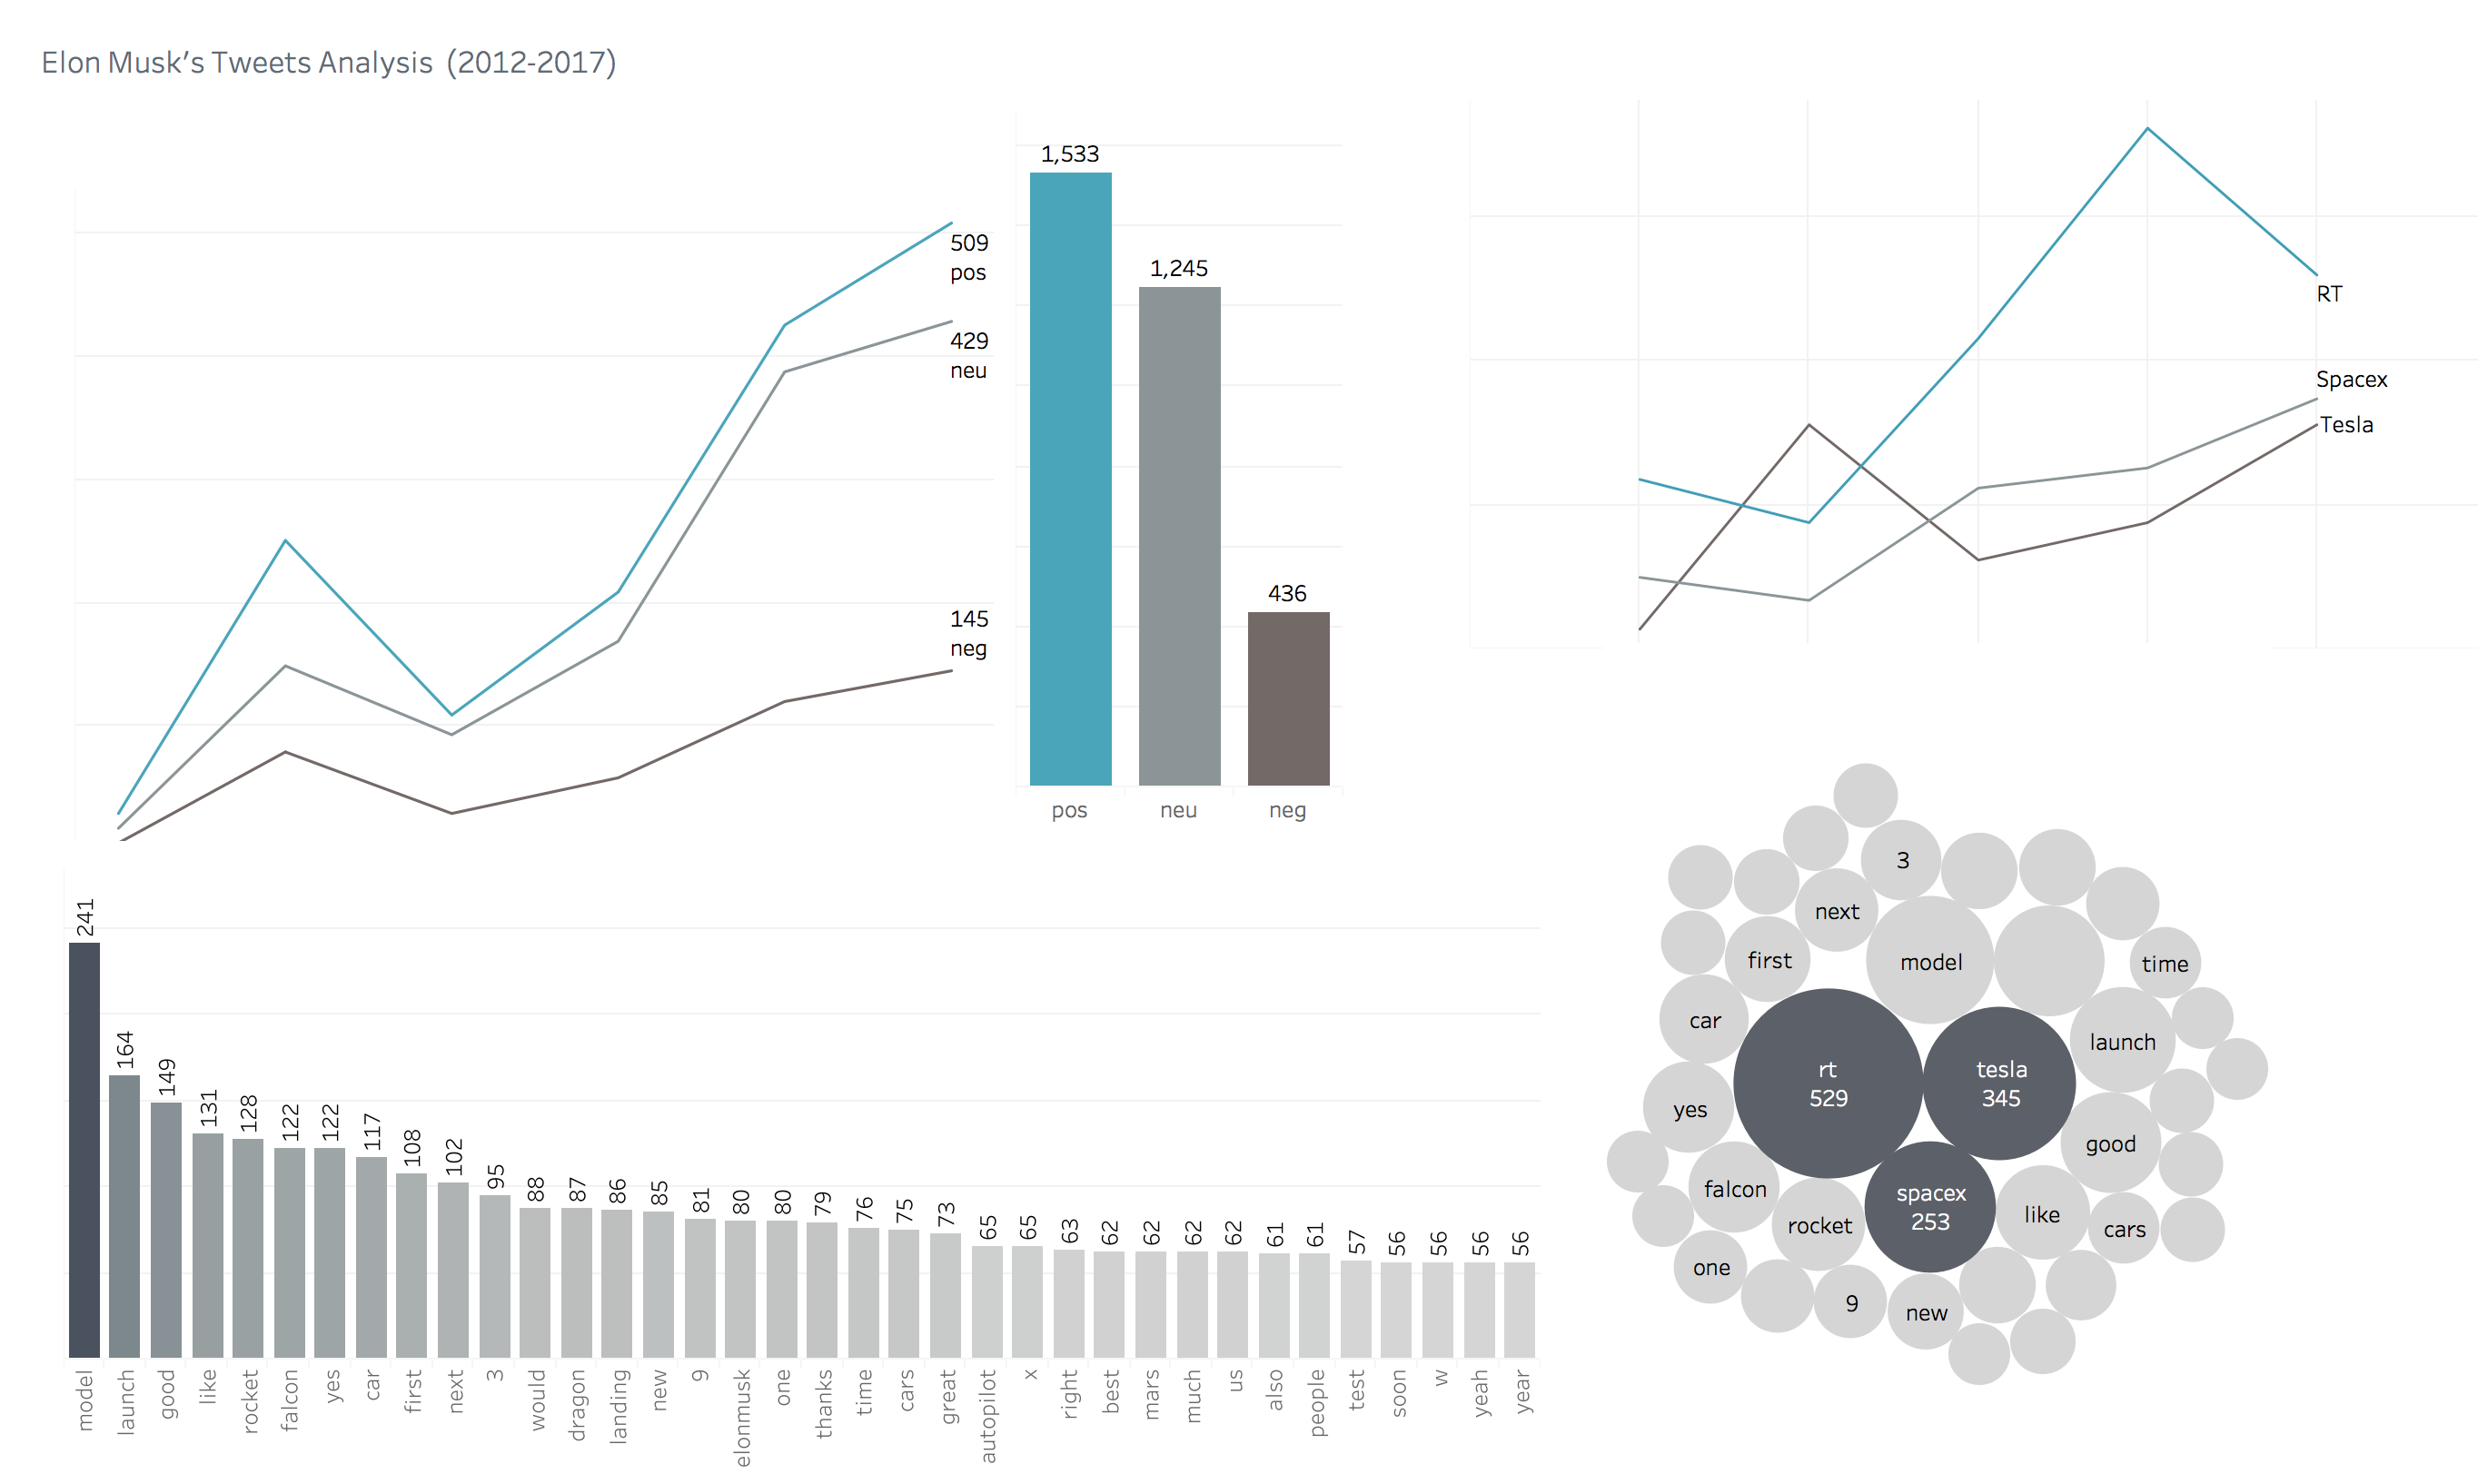 Elon Musk's Tweets Analysis (2012-2017)
509
pos
429
neu
145
neg
1,533
1,245
436
pos
neu
neg
RT
Spacex
Tesla
241
164
149
131
128
122
122
117
108
102
95
88
87
86
85
81
80
80
79
76
75
73
65
65
63
62
62
62
62
61
61
57
56
56
56
56
model
launch
good
like
rocket
falcon
yes
car
first
next
3
would
dragon
landing
new
9
elonmusk
one
thanks
time
cars
great
autopilot
x
right
best
mars
much
us
also
people
test
soon
w
yeah
year
3
next
first
model
time
car
launch
rt
529
tesla
345
yes
good
falcon
spacex
253
like
rocket
cars
one
9
new